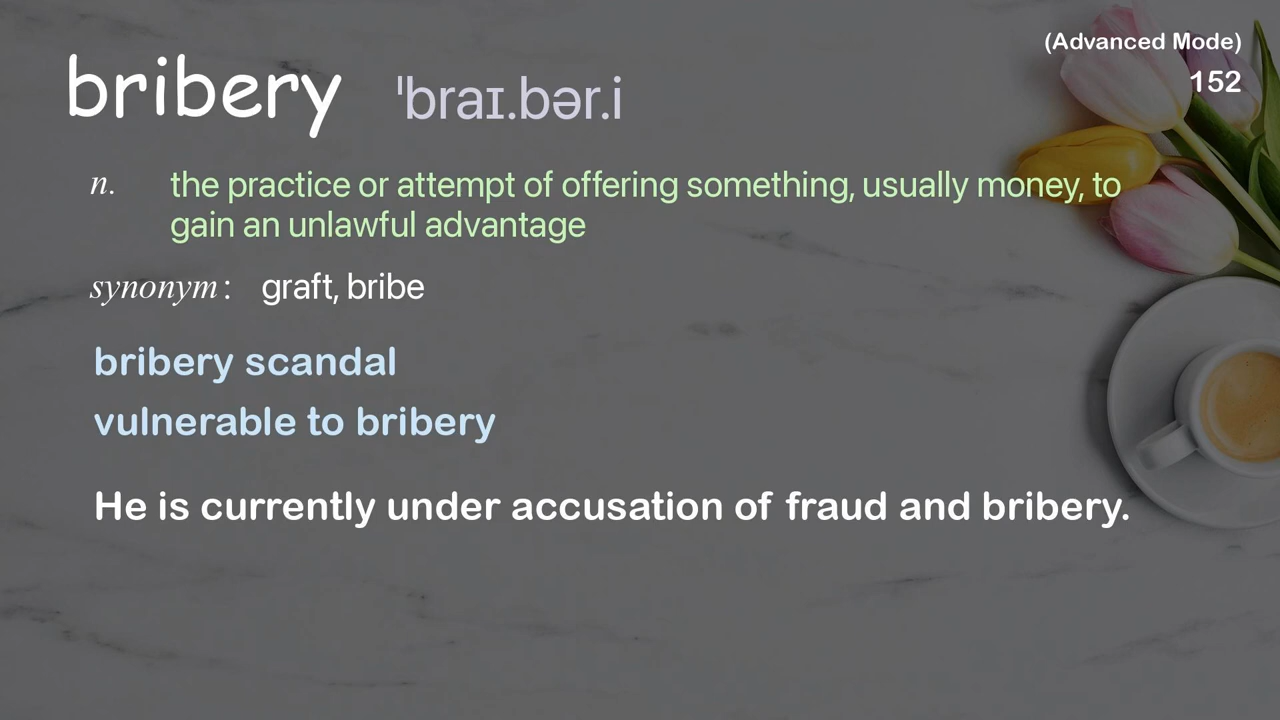 (Advanced Mode)
152
bribery ˈbraɪ.bər.i
n. the practice or attempt of offering something, usually money, to
gain an unlawful advantage
synonym: graft, bribe
bribery scandal
vulnerable to bribery
He is currently under accusation of fraud and bribery.